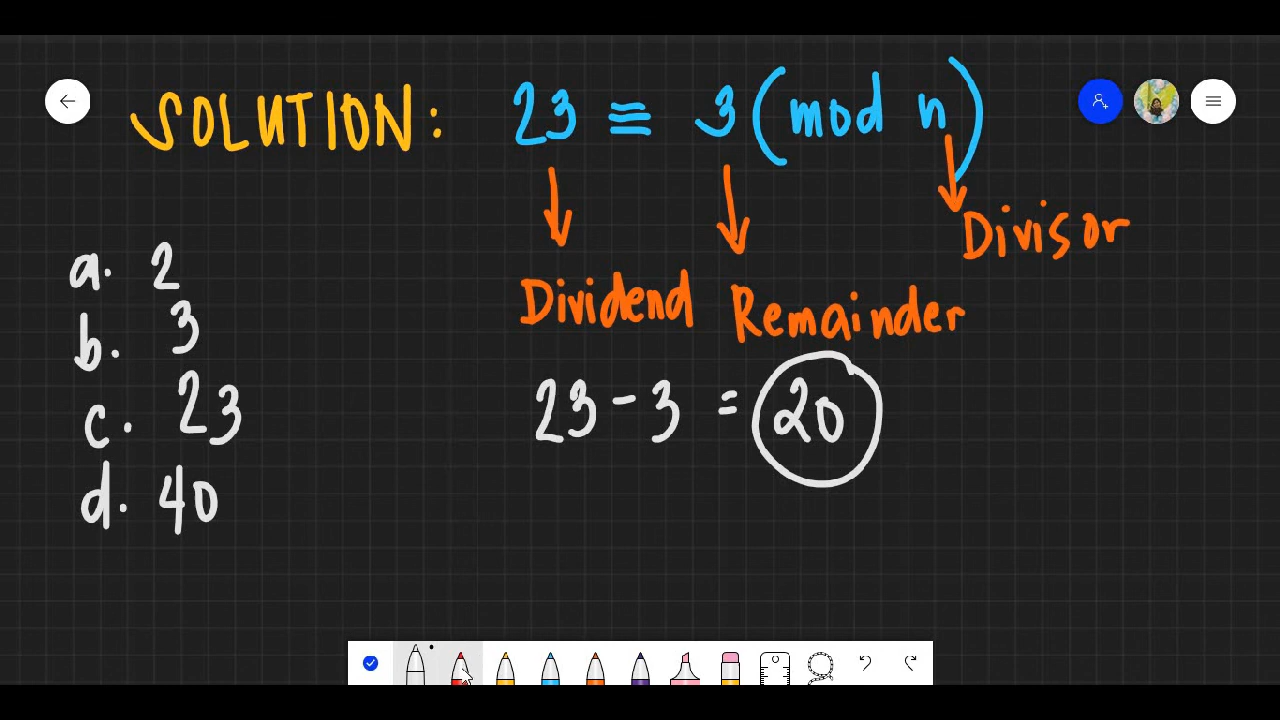 SOLUTION: 23 ≡ 3 (mod n)
Divisor
Dividend Remainder
a. 2
b. 3
c. 23
d. 40
23 - 3 = 20